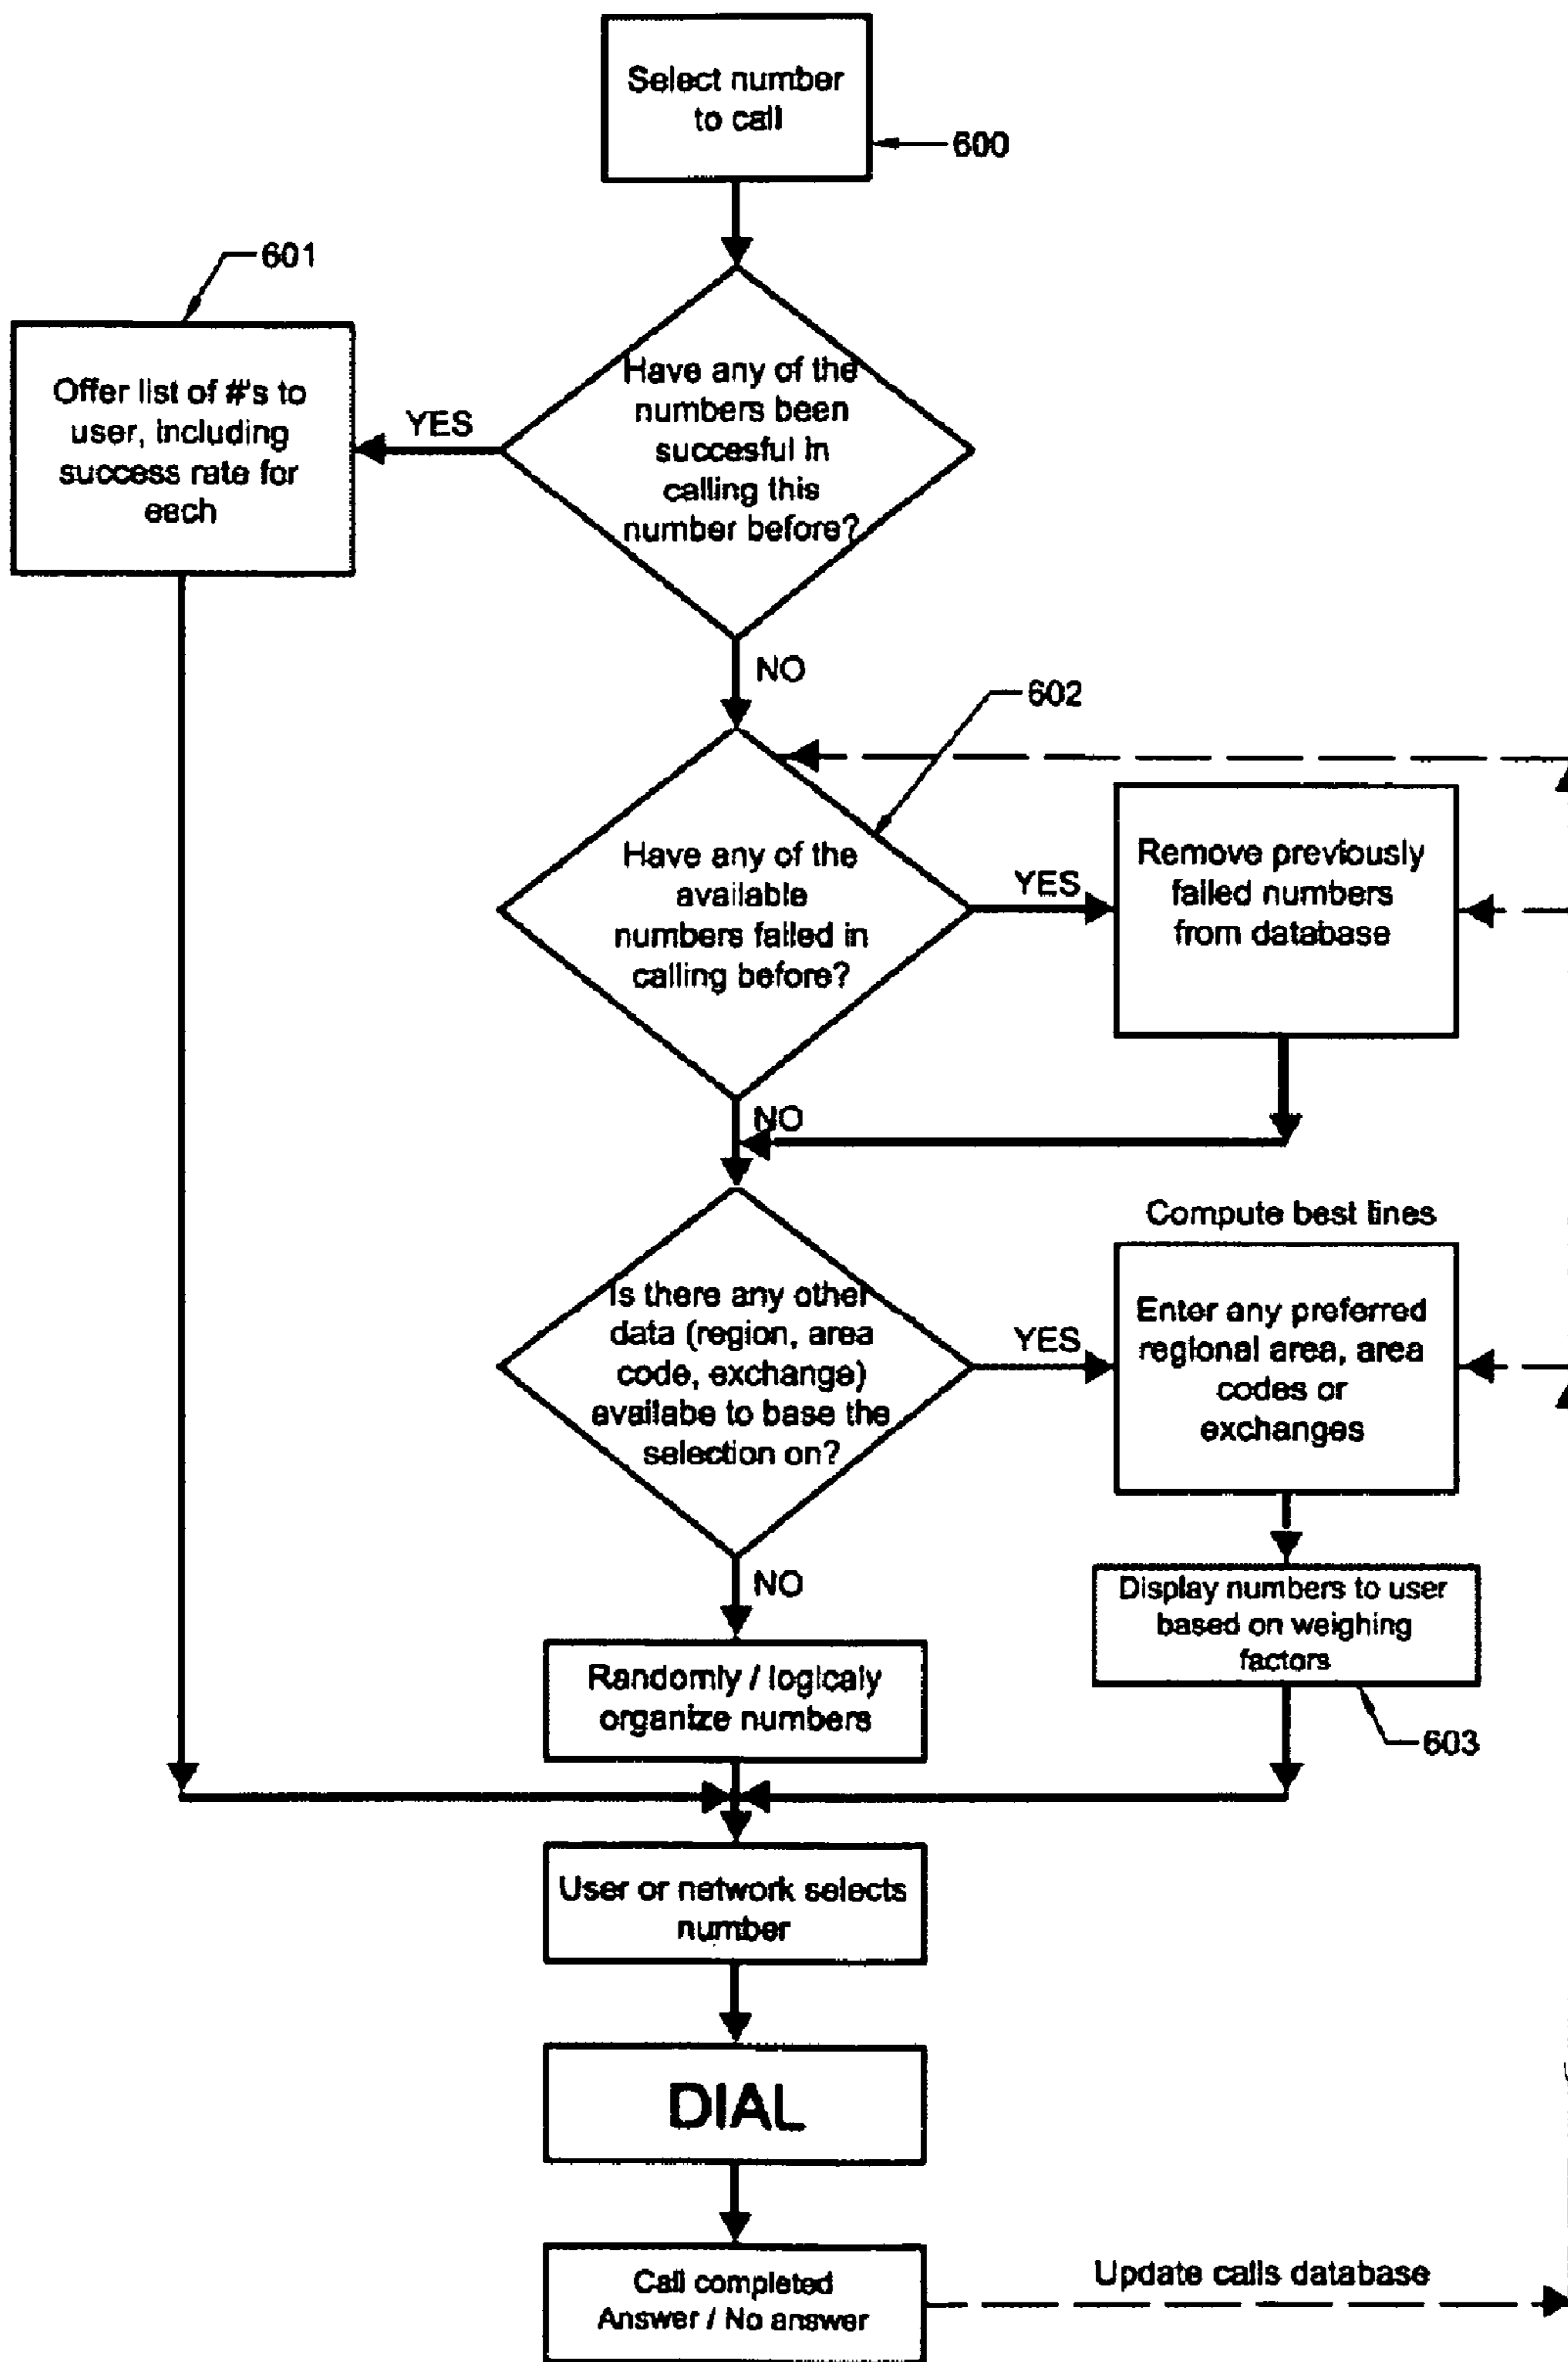 Select number
to call
600
601
Offer list of #'s to
user, including
success rate for
each
YES
Have any of the
numbers been
succesful in
calling this
number before?
NO
602
Have any of the
available
numbers failed in
calling before?
YES
Remove previously
failed numbers
from database
NO
Compute best lines
Is there any other
data (region, area
code, exchange)
availabe to base the
selection on?
YES
Enter any preferred
regional area, area
codes or
exchanges
NO
Display numbers to user
based on weighing
factors
603
Randomly / logicaly
organize numbers
User or network selects
number
DIAL
Call completed
Answer / No answer
Update calls database